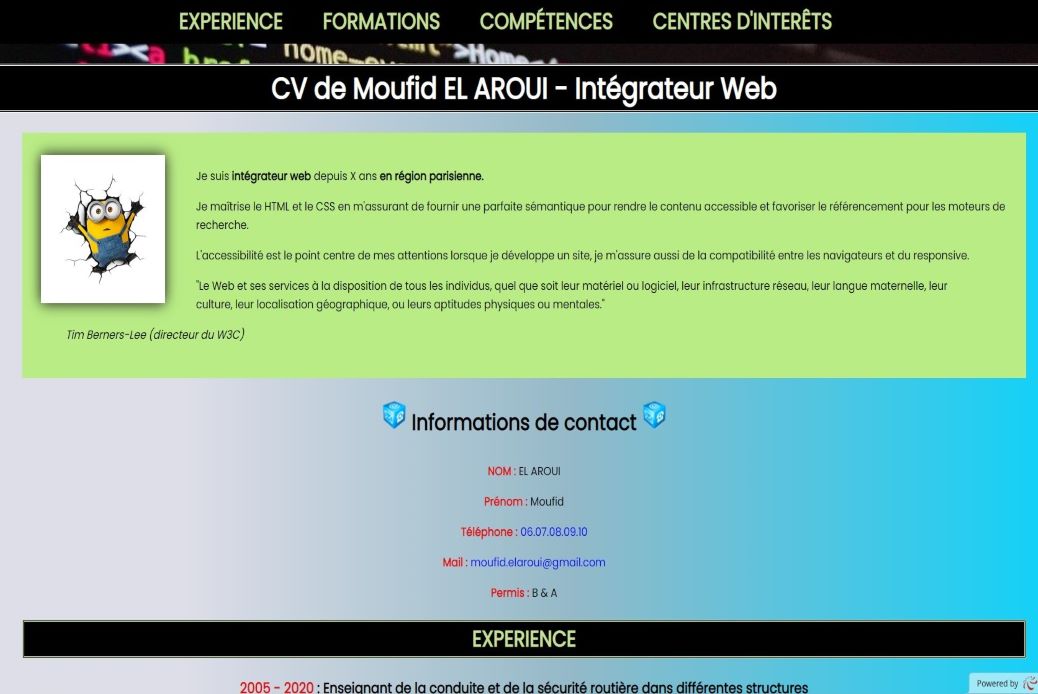 EXPERIENCE FORMATIONS COMPÉTENCES CENTRES D'INTERÊTS
CV de Moufid EL AROUI - Intégrateur Web
Je suis intégrateur web depuis X ans en région parisienne.
Je maîtrise le HTML et le CSS en m'assurant de fournir une parfaite sémantique pour rendre le contenu accessible et favoriser le référencement pour les moteurs de
recherche.
L'accessibilité est le point centre de mes attentions lorsque je développe un site, je m'assure aussi de la compatibilité entre les navigateurs et du responsive.
"Le Web et ses services à la disposition de tous les individus, quel que soit leur matériel ou logiciel, leur infrastructure réseau, leur langue maternelle, leur
culture, leur localisation géographique, ou leurs aptitudes physiques ou mentales."
Tim Berners-Lee (directeur du W3C)
Informations de contact
NOM : EL AROUI
Prénom : Moufid
Téléphone : 06.07.08.09.10
Mail : moufid.elaroui@gmail.com
Permis : B & A
EXPERIENCE
2005 - 2020 : Enseignant de la conduite et de la sécurité routière dans différentes structures
Powered by